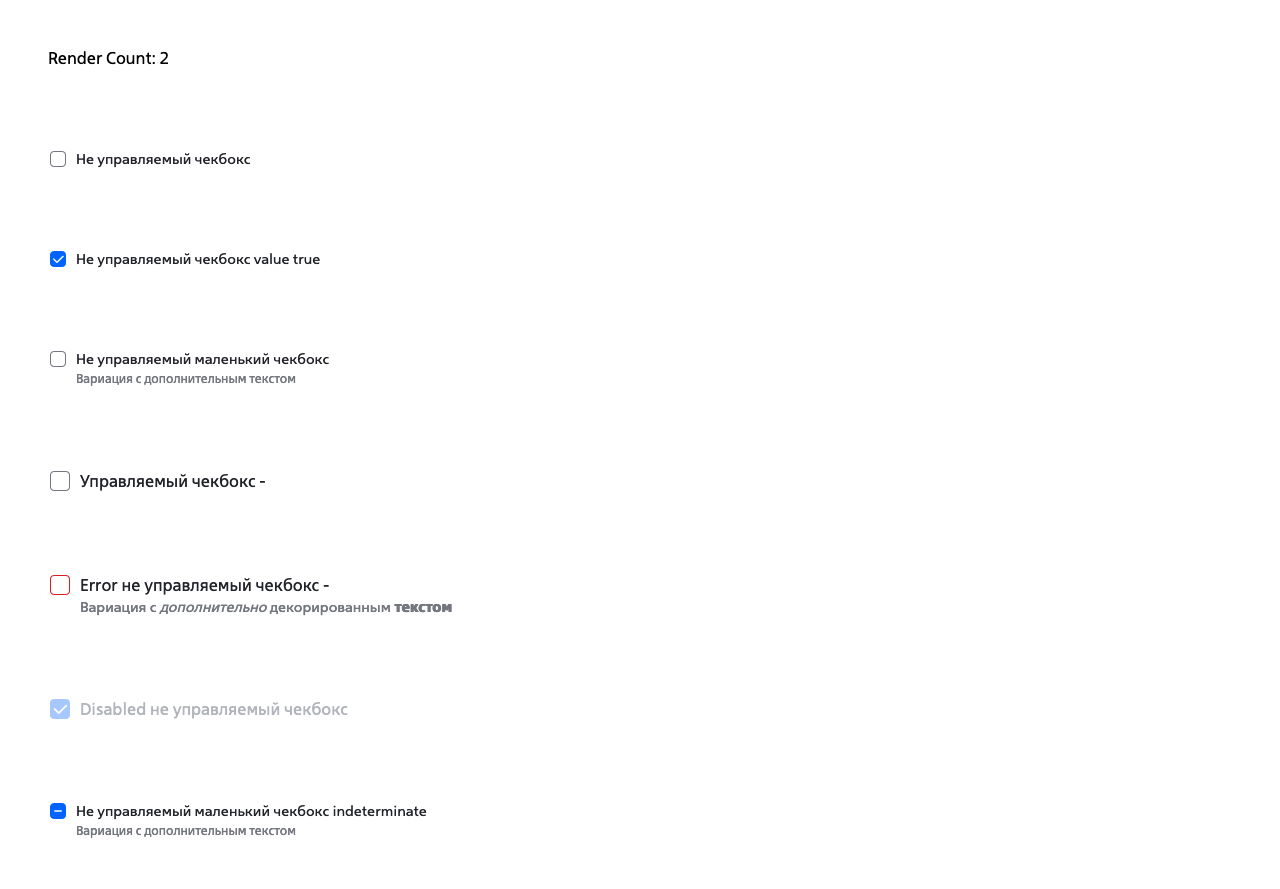 Render Count: 2
Не управляемый чекбокс
Не управляемый чекбокс value true
Не управляемый маленький чекбокс
Вариация с дополнительным текстом
Управляемый чекбокс -
Error не управляемый чекбокс -
Вариация с дополнительно декорированным текстом
Disabled не управляемый чекбокс
Не управляемый маленький чекбокс indeterminate
Вариация с дополнительным текстом